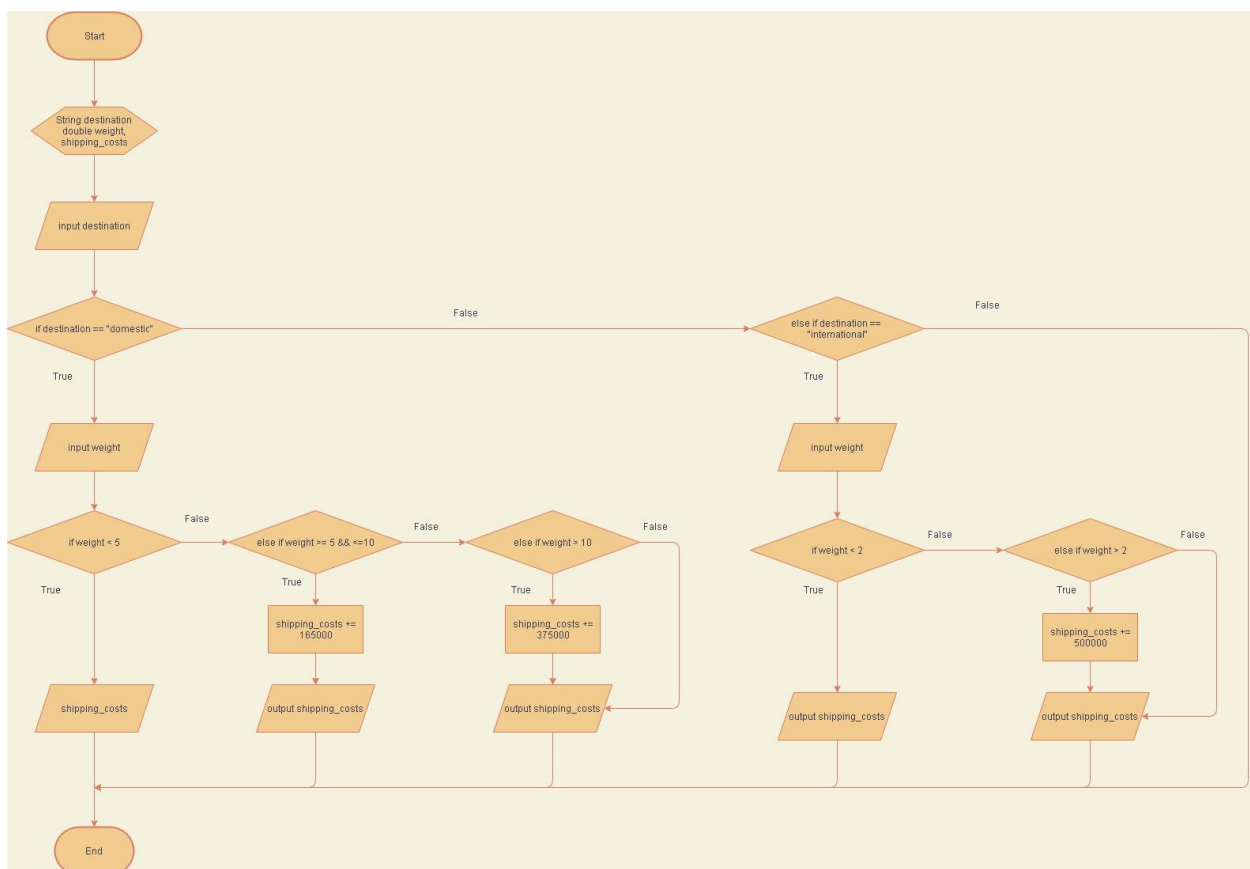 Start
String destination
double weight,
shipping_costs
input destination
if destination == "domestic"
False
else if destination ==
"international"
False
True
True
input weight
input weight
if weight < 5
False
else if weight >= 5 && <=10
False
else if weight > 10
False
if weight < 2
False
else if weight > 2
False
True
True
True
True
True
shipping_costs +=
165000
shipping_costs +=
375000
shipping_costs +=
500000
shipping_costs
output shipping_costs
output shipping_costs
output shipping_costs
output shipping_costs
End